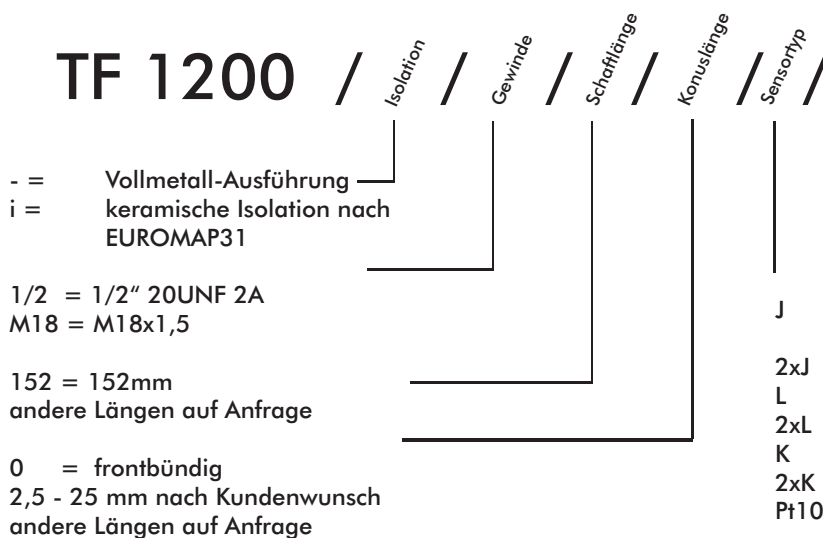 TF 1200 / Isolation / Gewinde / Schaftlänge / Konuslänge / Sensortyp /
- = Vollmetall-Ausführung
i = keramische Isolation nach
EUROMAP31
1/2 = 1/2“ 20UNF 2A
M18 = M18x1,5
152 = 152mm
andere Längen auf Anfrage
0 = frontbündig
2,5 - 25 mm nach Kundenwunsch
andere Längen auf Anfrage
J
2xJ
L
2xL
K
2xK
Pt10